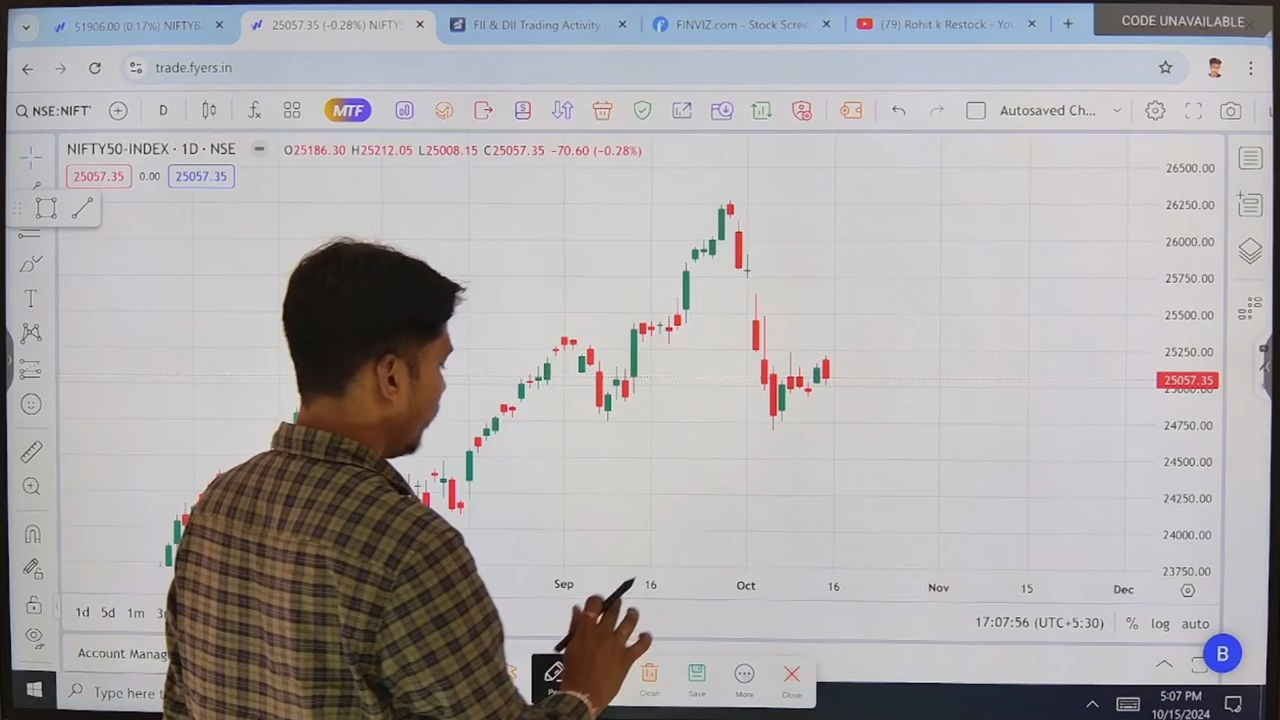 CODE UNAVAILABLE
51906.00 (0.17%) NIFTYB
25057.35 (-0.28%) NIFTY
FII & DII Trading Activity
FINVIZ.com - Stock Scree
(79) Rohit k Restock - You
trade.fyers.in
NSE:NIFT
D
MTF
Autosaved Ch...
NIFTY50-INDEX · 1D · NSE
O25186.30 H25212.05 L25008.15 C25057.35 −70.60 (−0.28%)
25057.35 0.00 25057.35
26500.00
26250.00
26000.00
25750.00
25500.00
25250.00
25057.35
25000.00
24750.00
24500.00
24250.00
24000.00
23750.00
Sep 16 Oct 16 Nov 15 Dec
1d 5d 1m
17:07:56 (UTC+5:30) % log auto
Account Manag
B
Clean Save More Close
Type here t
5:07 PM
10/15/2024